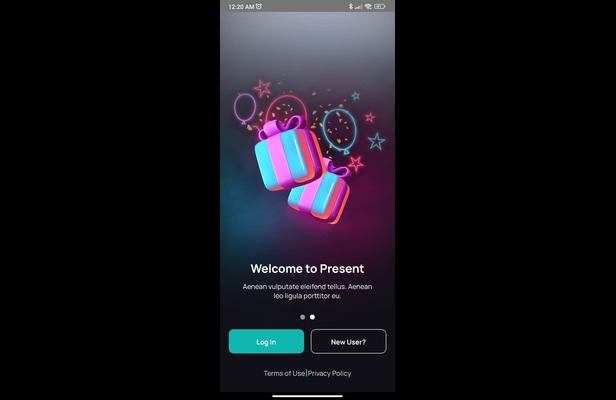 12:20 AM
Welcome to Present
Aenean vulputate eleifend tellus. Aenean
leo ligula porttitor eu.
Log In
New User?
Terms of Use|Privacy Policy